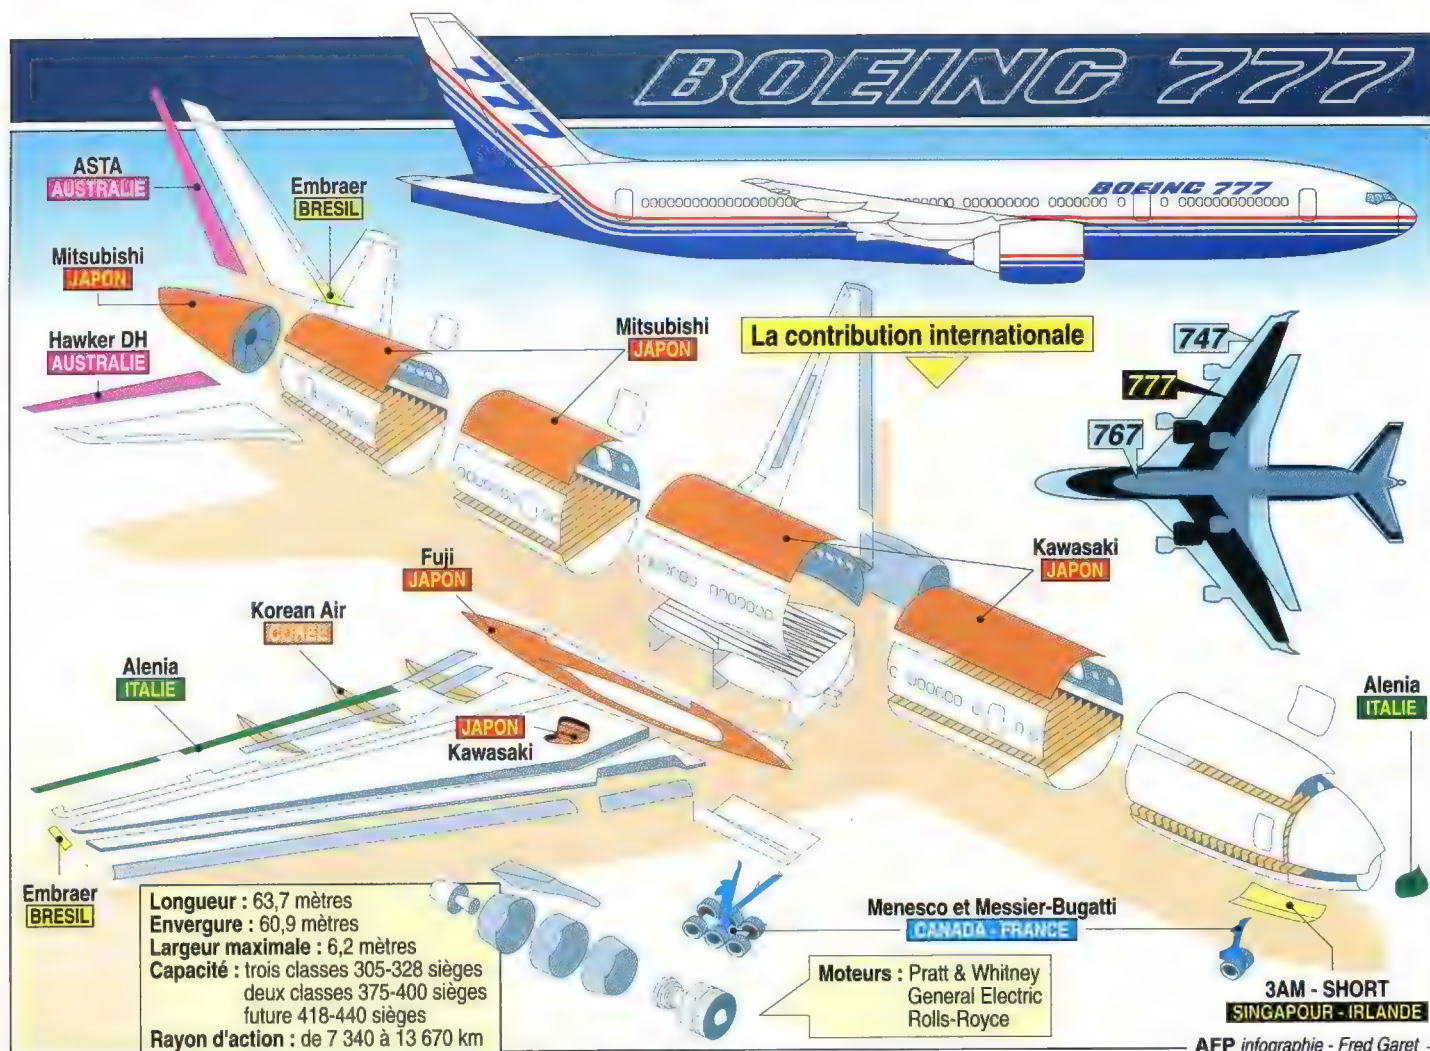 BOEING 777
777
BOEING 777
ASTA
AUSTRALIE
Embraer
BRESIL
Mitsubishi
JAPON
Hawker DH
AUSTRALIE
Mitsubishi
JAPON
La contribution internationale
747
777
767
Kawasaki
JAPON
Fuji
JAPON
Korean Air
COREE
Alenia
ITALIE
JAPON
Kawasaki
Alenia
ITALIE
Embraer
BRESIL
Longueur : 63,7 mètres
Envergure : 60,9 mètres
Largeur maximale : 6,2 mètres
Capacité : trois classes 305-328 sièges
deux classes 375-400 sièges
future 418-440 sièges
Rayon d'action : de 7 340 à 13 670 km
Menesco et Messier-Bugatti
CANADA - FRANCE
Moteurs : Pratt & Whitney
General Electric
Rolls-Royce
3AM - SHORT
SINGAPOUR - IRLANDE
AFP infographie - Fred Garet